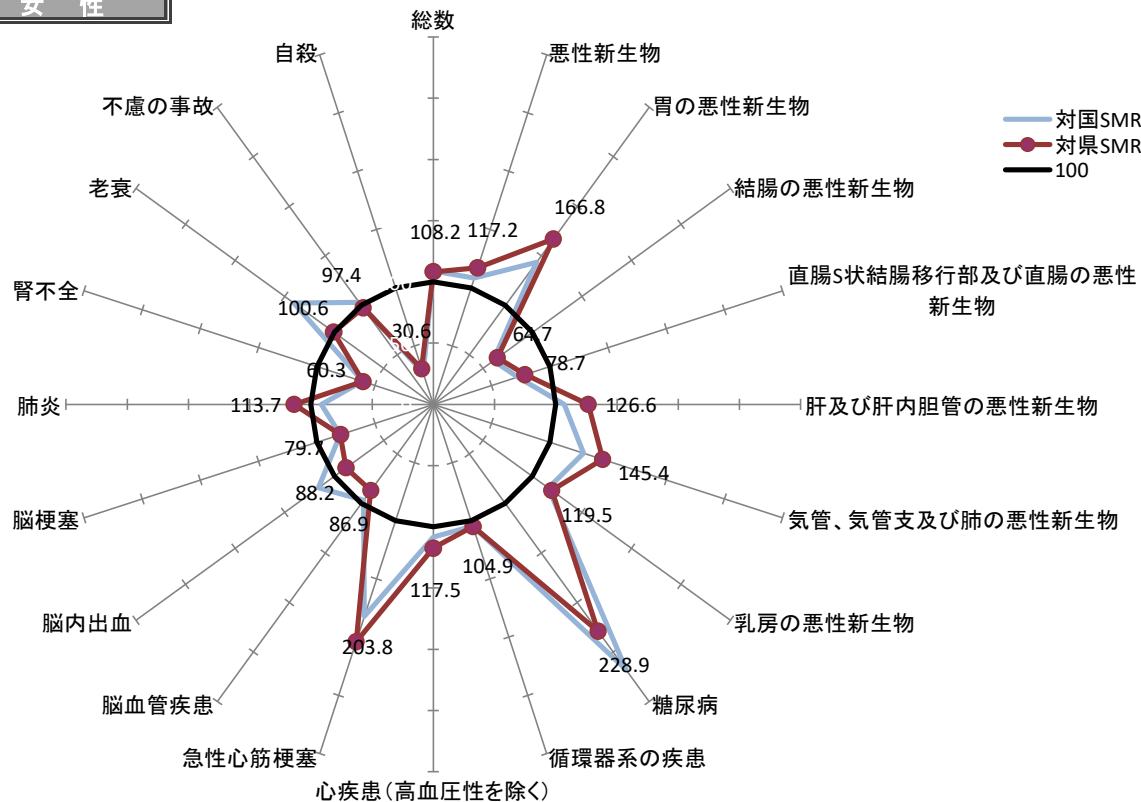 女 性
総数
自殺
悪性新生物
不慮の事故
胃の悪性新生物
対国SMR
対県SMR
100
老衰
結腸の悪性新生物
166.8
108.2
117.2
直腸S状結腸移行部及び直腸の悪性
新生物
腎不全
97.4
100.6
30.6
64.7
78.7
60.3
肺炎
113.7
126.6
肝及び肝内胆管の悪性新生物
79.7
145.4
88.2
119.5
86.9
脳梗塞
気管、気管支及び肺の悪性新生物
104.9
117.5
脳内出血
乳房の悪性新生物
203.8
228.9
脳血管疾患
糖尿病
急性心筋梗塞
循環器系の疾患
心疾患(高血圧性を除く)